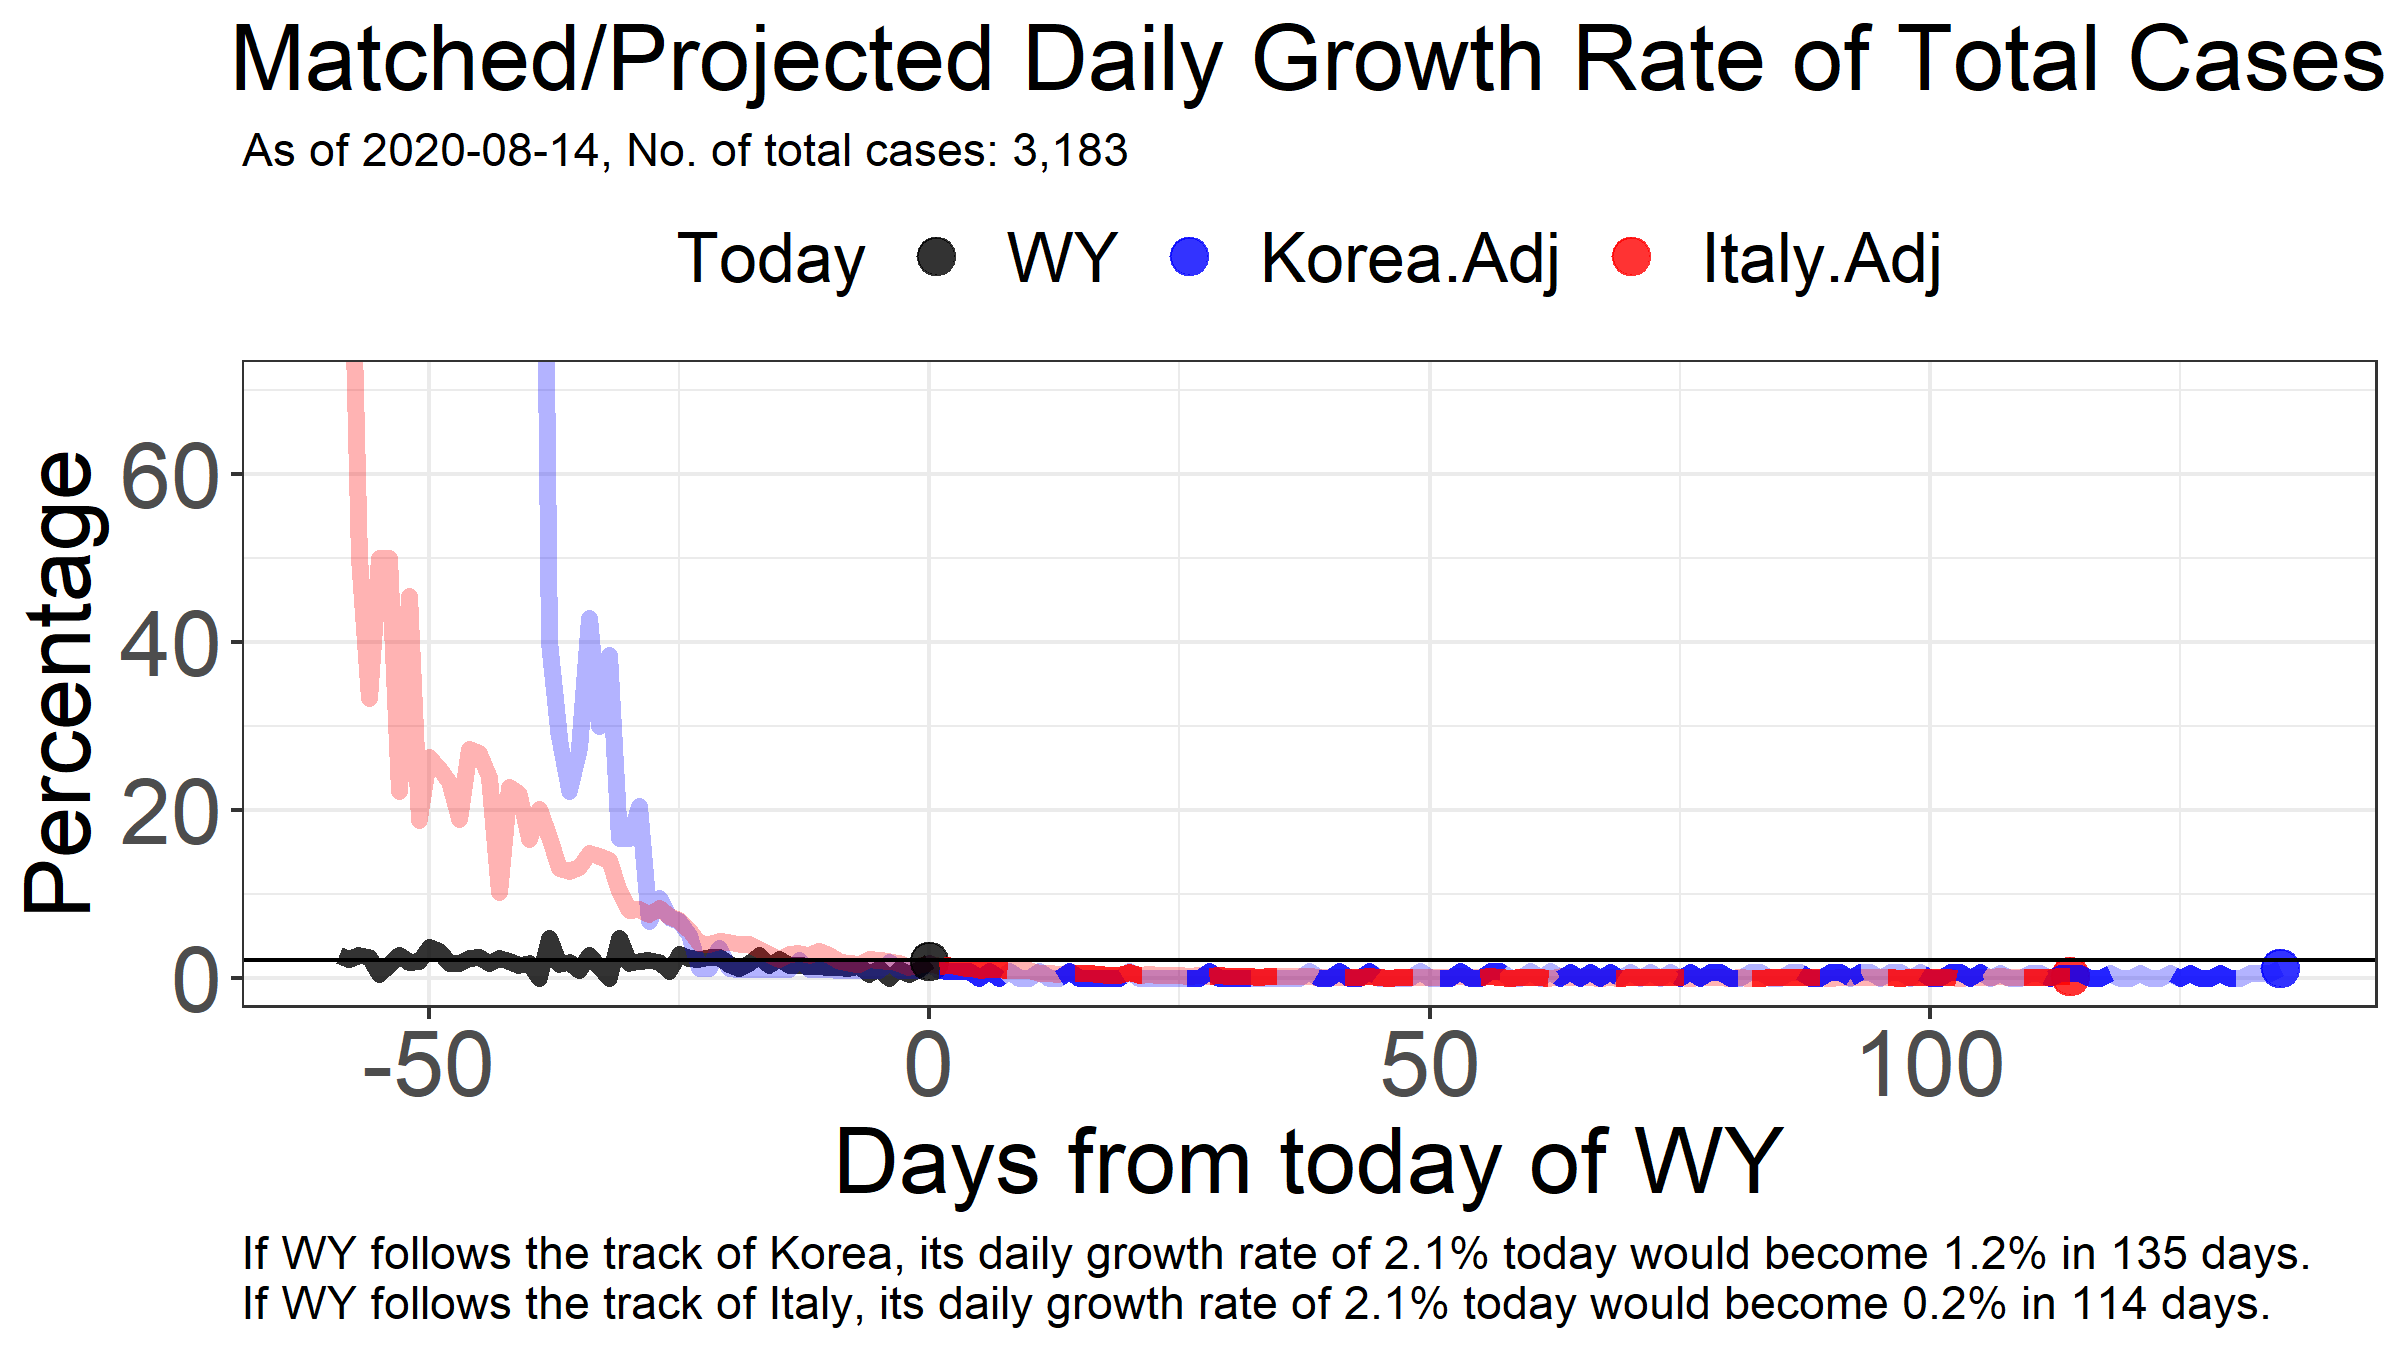 Matched/Projected Daily Growth Rate of Total Cases
As of 2020-08-14, No. of total cases: 3,183
Today WY Korea.Adj Italy.Adj
Percentage
60
40
20
0
-50 0 50 100
Days from today of WY
If WY follows the track of Korea, its daily growth rate of 2.1% today would become 1.2% in 135 days.
If WY follows the track of Italy, its daily growth rate of 2.1% today would become 0.2% in 114 days.